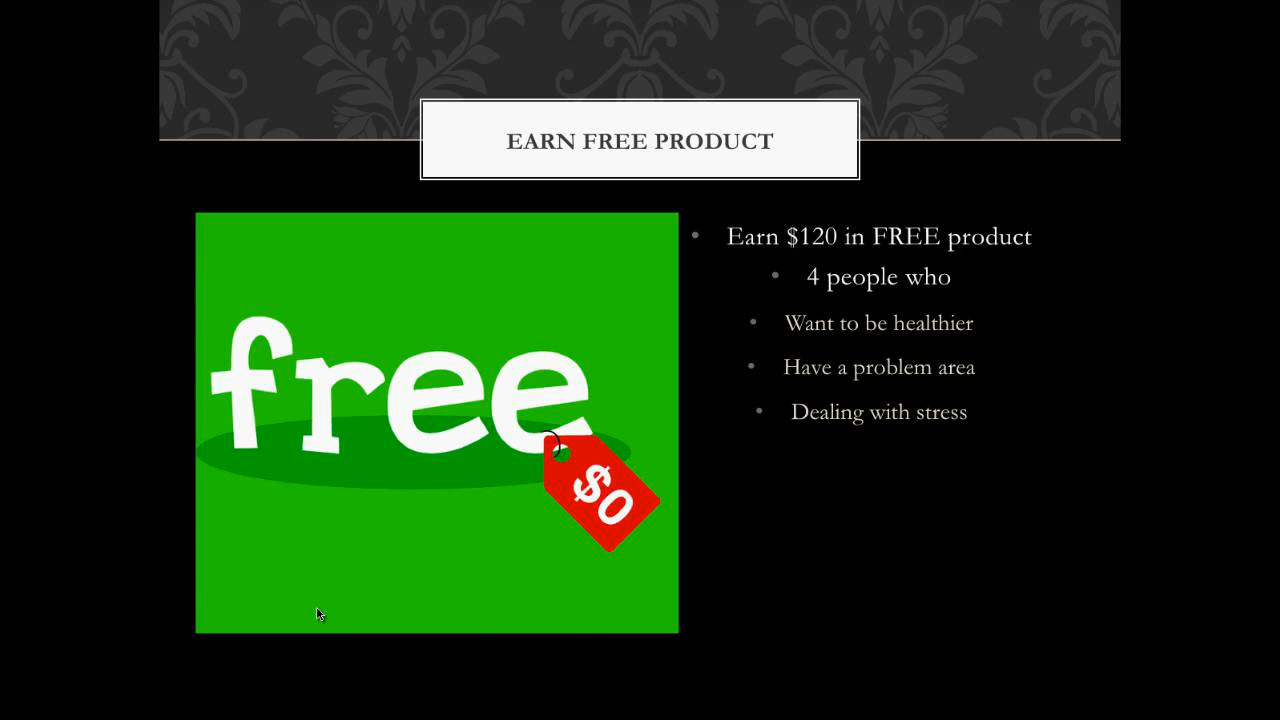 EARN FREE PRODUCT
free
$0
• Earn $120 in FREE product
• 4 people who
• Want to be healthier
• Have a problem area
• Dealing with stress